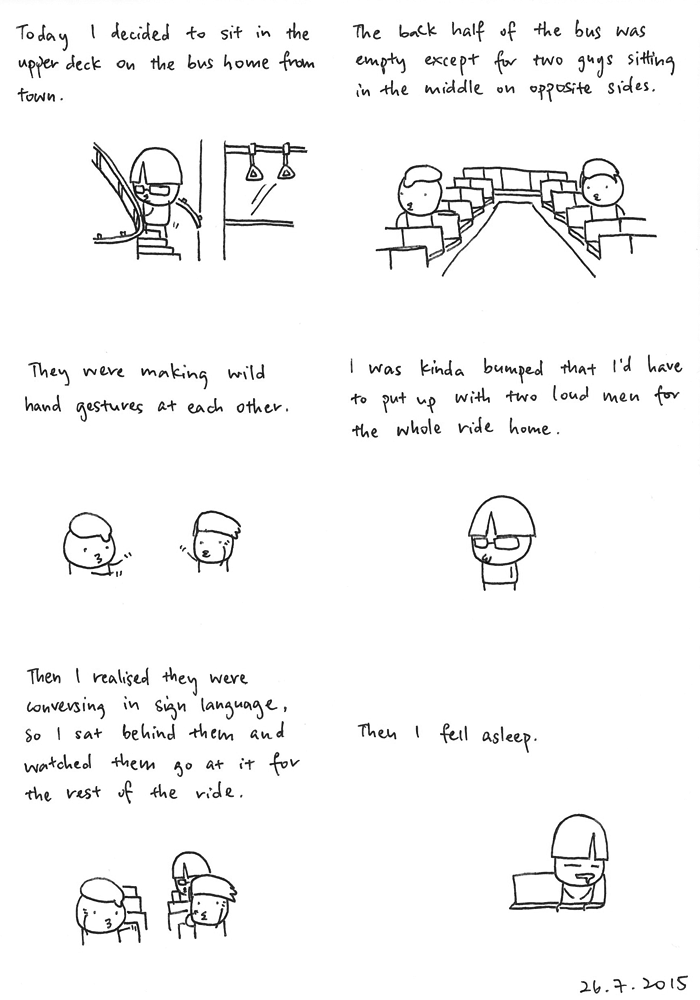 Today I decided to sit in the
upper deck on the bus home from
town.
The back half of the bus was
empty except for two guys sitting
in the middle on opposite sides.
They were making wild
hand gestures at each other.
I was kinda bumped that I'd have
to put up with two loud men for
the whole ride home.
Then I realised they were
conversing in sign language,
so I sat behind them and
watched them go at it for
the rest of the ride.
Then I fell asleep.
26.7.2015